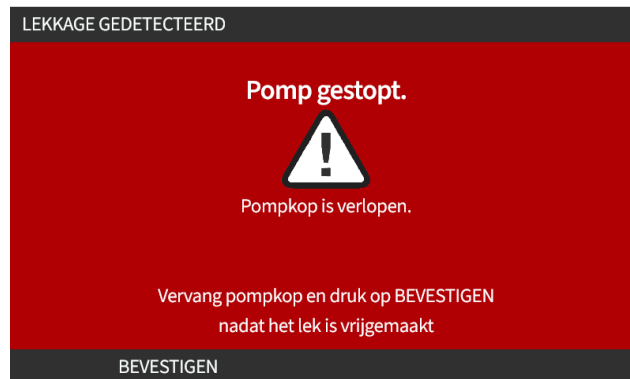 LEKKAGE GEDETECTEERD
Pomp gestopt.
!
Pompkop is verlopen.
Vervang pompkop en druk op BEVESTIGEN
nadat het lek is vrijgemaakt
BEVESTIGEN